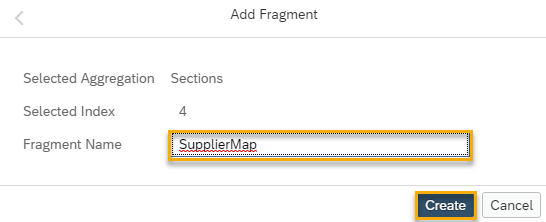 Add Fragment
Selected Aggregation Sections
Selected Index 4
Fragment Name SupplierMap
Create Cancel